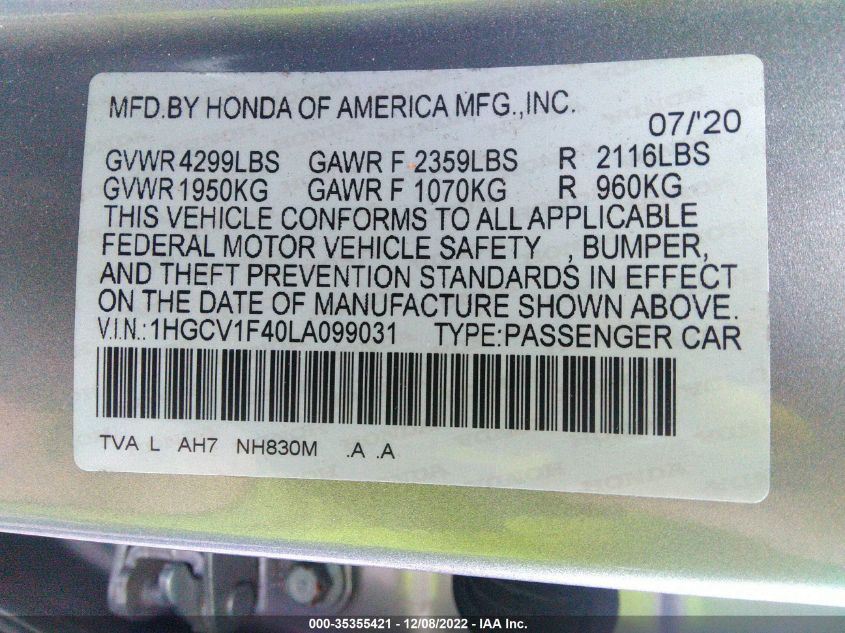 MFD.BY HONDA OF AMERICA MFG.,INC.
07/'20
GVWR 4299LBS GAWR F 2359LBS R 2116LBS
GVWR 1950KG GAWR F 1070KG R 960KG
THIS VEHICLE CONFORMS TO ALL APPLICABLE
FEDERAL MOTOR VEHICLE SAFETY , BUMPER,
AND THEFT PREVENTION STANDARDS IN EFFECT
ON THE DATE OF MANUFACTURE SHOWN ABOVE.
V.I.N.:1HGCV1F40LA099031 TYPE:PASSENGER CAR
TVA L AH7 NH830M .A .A
000-35355421 - 12/08/2022 - IAA Inc.